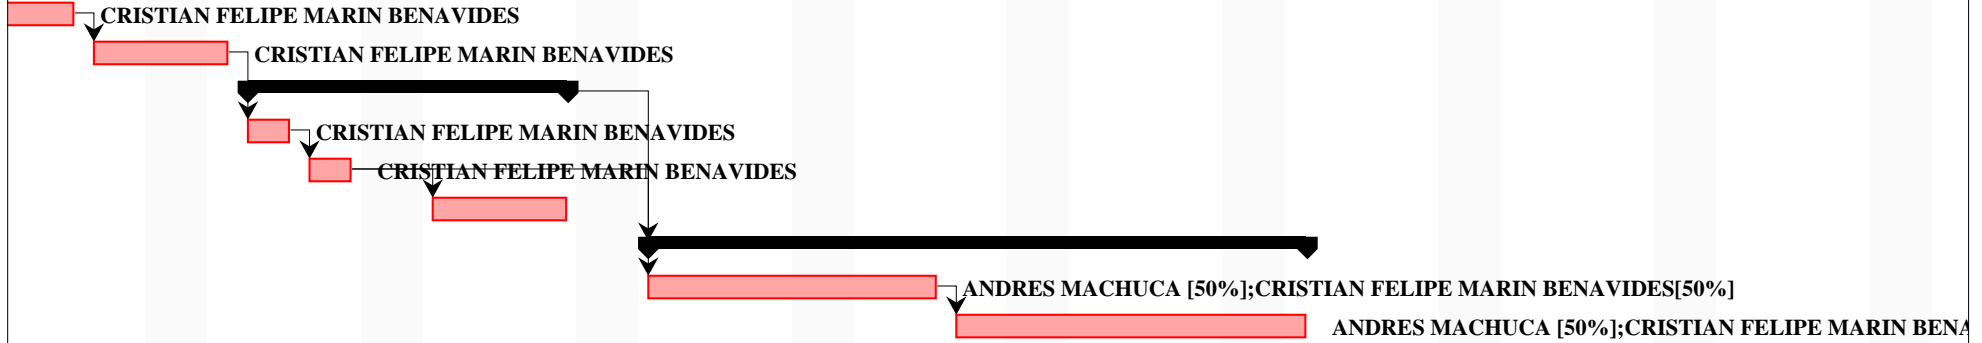 CRISTIAN FELIPE MARIN BENAVIDES
CRISTIAN FELIPE MARIN BENAVIDES
CRISTIAN FELIPE MARIN BENAVIDES
CRISTIAN FELIPE MARIN BENAVIDES
ANDRES MACHUCA [50%];CRISTIAN FELIPE MARIN BENAVIDES[50%]
ANDRES MACHUCA [50%];CRISTIAN FELIPE MARIN BENA